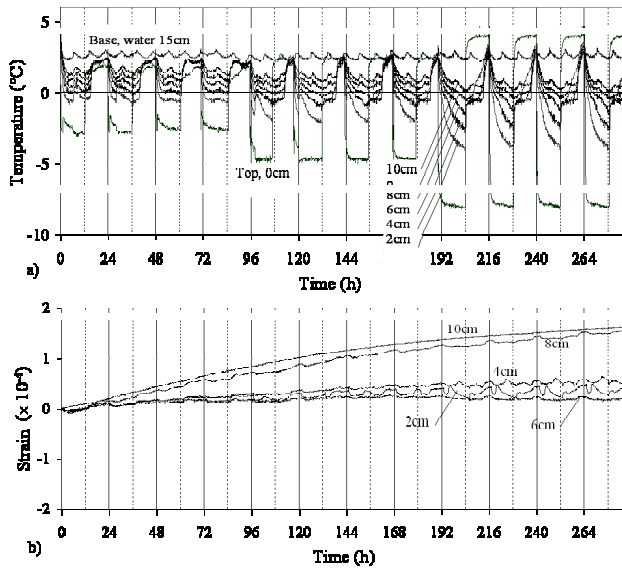 5
Base, water 15cm
Temperature (°C)
0
-5
Top, 0cm
10cm
8cm
6cm
4cm
2cm
-10
0 24 48 72 96 120 144 192 216 240 264
a)
Time (h)
2
10cm
8cm
1
Strain (× 10⁻⁴)
4cm
0
2cm
6cm
-1
-2
0 24 48 72 96 120 144 168 192 216 240 264
b)
Time (h)